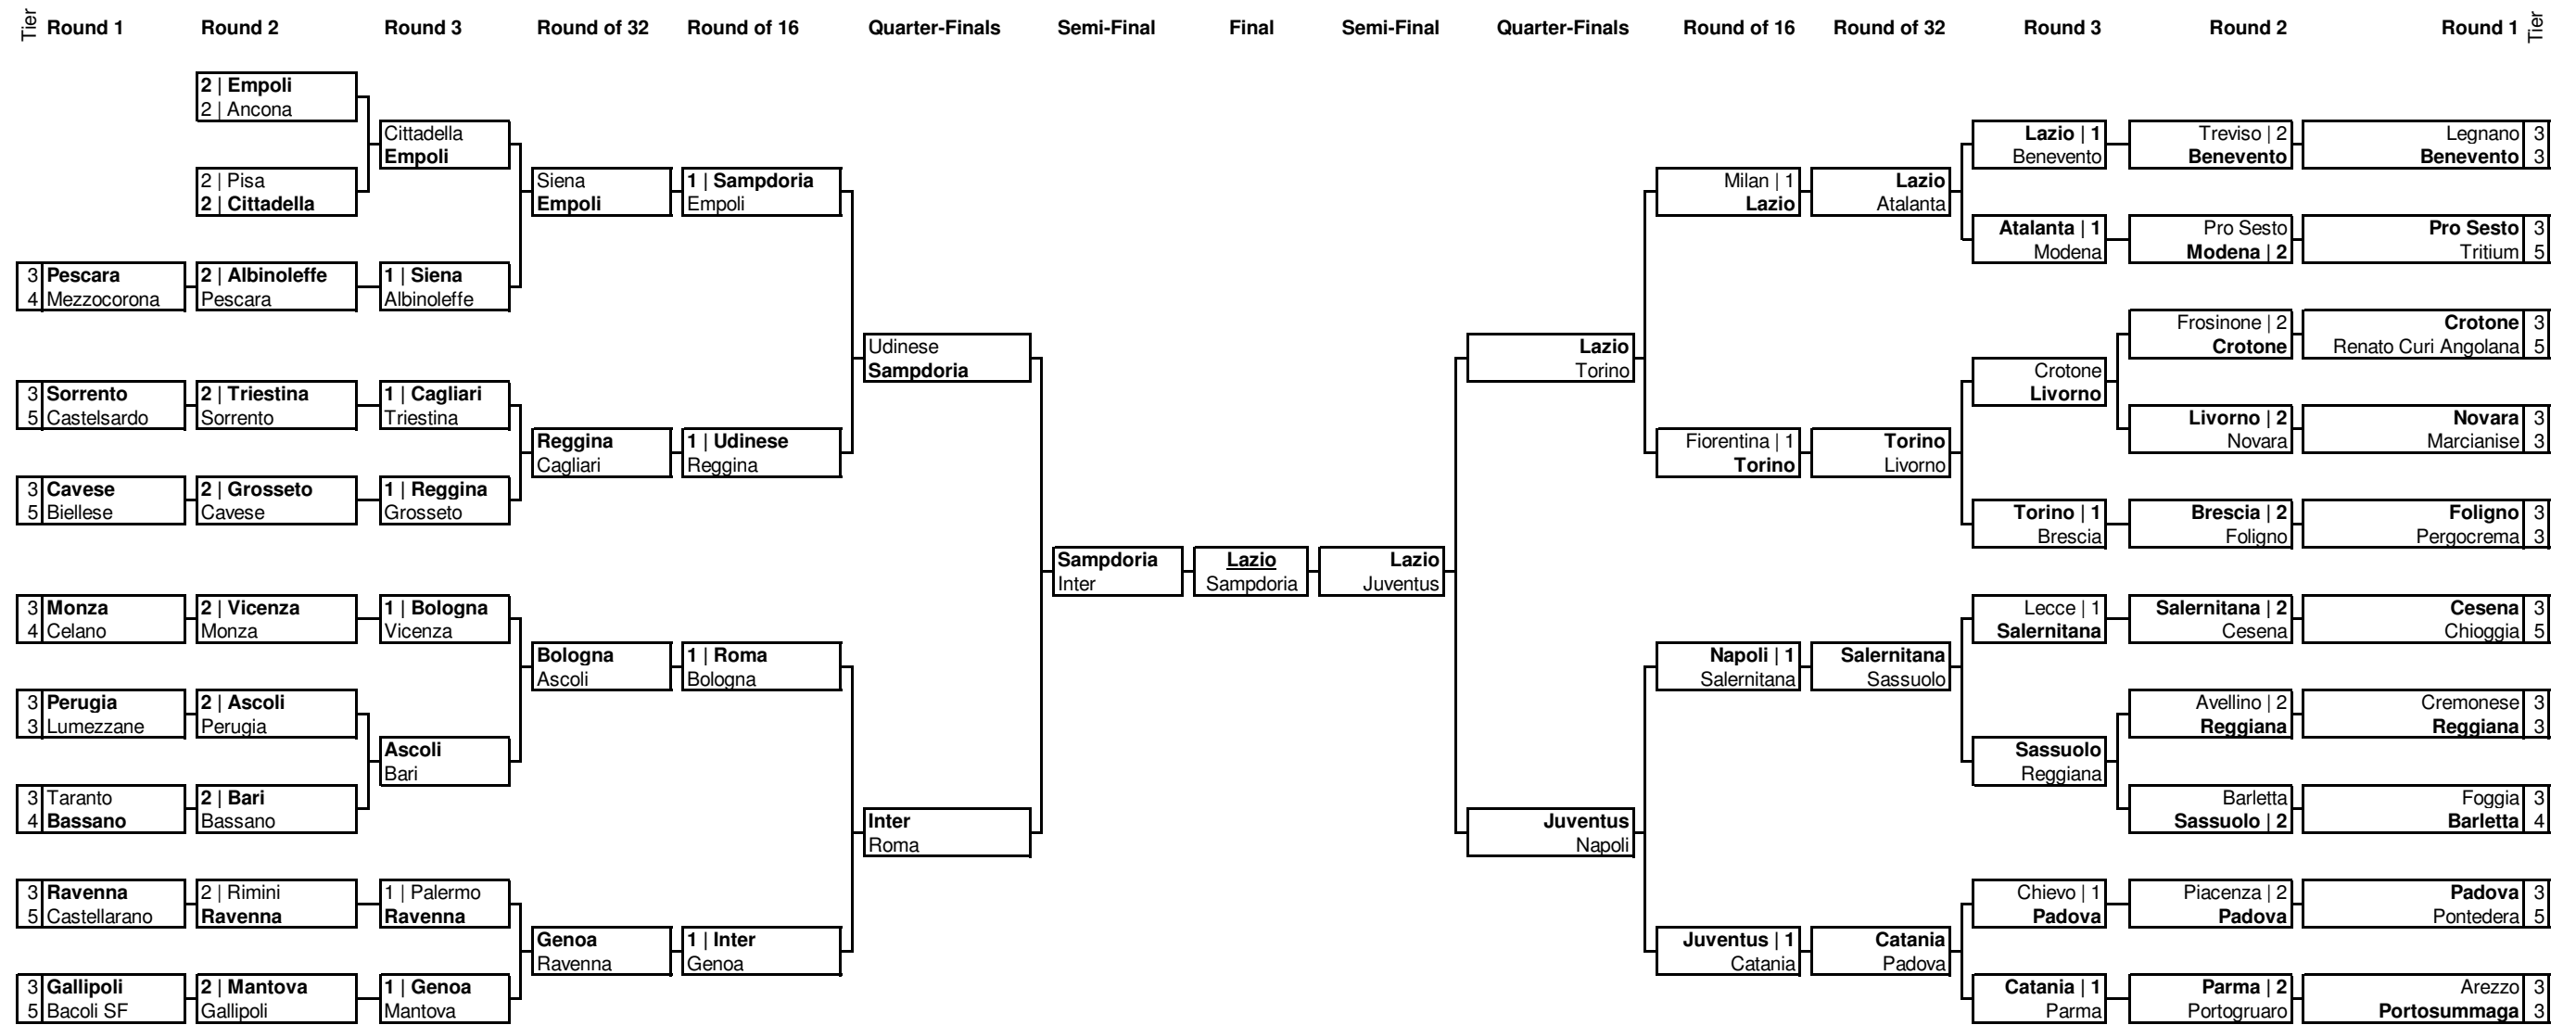 Tier Round 1 Round 2 Round 3 Round of 32 Round of 16 Quarter-Finals Semi-Final Final Semi-Final Quarter-Finals Round of 16 Round of 32 Round 3 Round 2 Round 1 Tier
2 | Empoli
2 | Ancona
Cittadella Lazio | 1 Treviso | 2 Legnano 3
Empoli Benevento Benevento Benevento 3
2 | Pisa Siena 1 | Sampdoria Milan | 1 Lazio
2 | Cittadella Empoli Empoli Lazio Atalanta
Atalanta | 1 Pro Sesto Pro Sesto 3
Modena Modena | 2 Tritium 5
3 Pescara 2 | Albinoleffe 1 | Siena
4 Mezzocorona Pescara Albinoleffe
Frosinone | 2 Crotone 3
Udinese Lazio Crotone Renato Curi Angolana 5
Sampdoria Torino Crotone
3 Sorrento 2 | Triestina 1 | Cagliari Livorno
5 Castelsardo Sorrento Triestina Livorno | 2 Novara 3
Reggina 1 | Udinese Fiorentina | 1 Torino Novara Marcianise 3
Cagliari Reggina Torino Livorno
3 Cavese 2 | Grosseto 1 | Reggina
5 Biellese Cavese Grosseto Torino | 1 Brescia | 2 Foligno 3
Brescia Foligno Pergocrema 3
Sampdoria Lazio Lazio
Inter Sampdoria Juventus
3 Monza 2 | Vicenza 1 | Bologna Lecce | 1 Salernitana | 2 Cesena 3
4 Celano Monza Vicenza Salernitana Cesena Chioggia 5
Bologna 1 | Roma Napoli | 1 Salernitana
Ascoli Bologna Salernitana Sassuolo
3 Perugia 2 | Ascoli Avellino | 2 Cremonese 3
3 Lumezzane Perugia Reggiana Reggiana 3
Ascoli Sassuolo
Bari Reggiana
3 Taranto 2 | Bari Barletta Foggia 3
4 Bassano Bassano Inter Juventus Sassuolo | 2 Barletta 4
Roma Napoli
3 Ravenna 2 | Rimini 1 | Palermo Chievo | 1 Piacenza | 2 Padova 3
5 Castellarano Ravenna Ravenna Padova Padova Pontedera 5
Genoa 1 | Inter Juventus | 1 Catania
Ravenna Genoa Catania Padova
3 Gallipoli 2 | Mantova 1 | Genoa Catania | 1 Parma | 2 Arezzo 3
5 Bacoli SF Gallipoli Mantova Parma Portogruaro Portosummaga 3